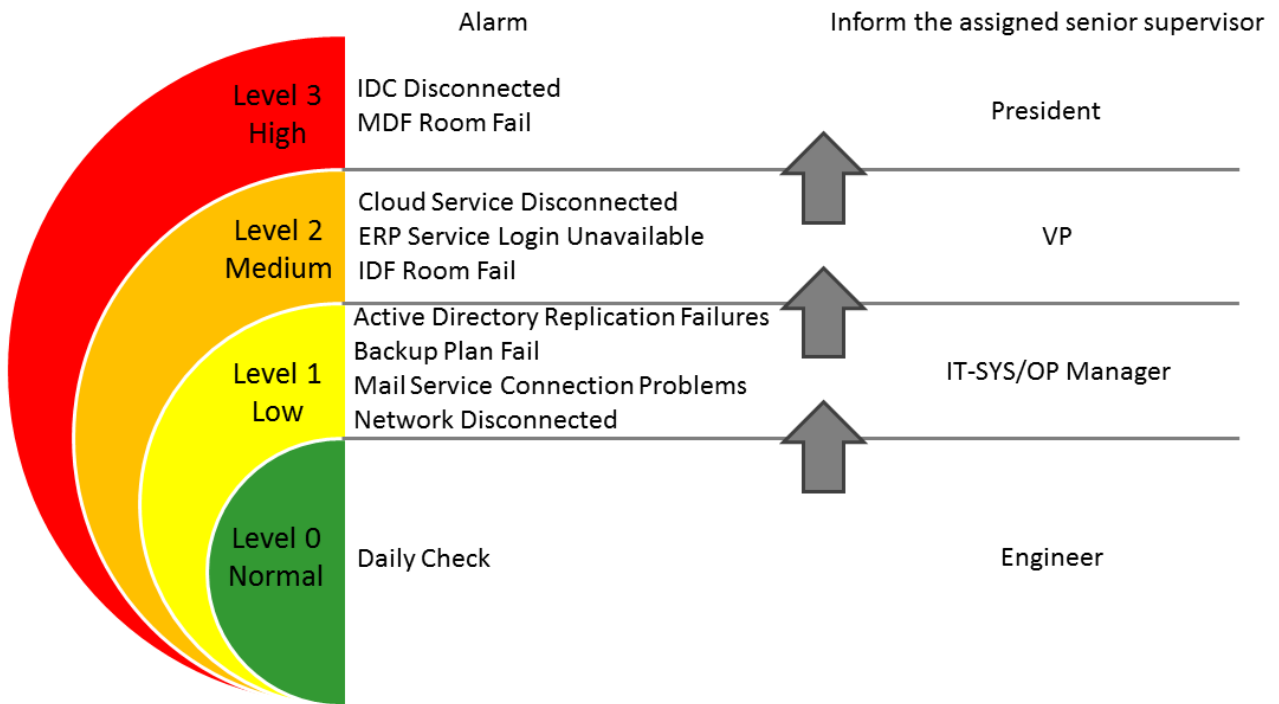 Alarm
Inform the assigned senior supervisor
Level 3
High
IDC Disconnected
MDF Room Fail
President
Level 2
Medium
Cloud Service Disconnected
ERP Service Login Unavailable
IDF Room Fail
VP
Level 1
Low
Active Directory Replication Failures
Backup Plan Fail
Mail Service Connection Problems
Network Disconnected
IT-SYS/OP Manager
Level 0
Normal
Daily Check
Engineer